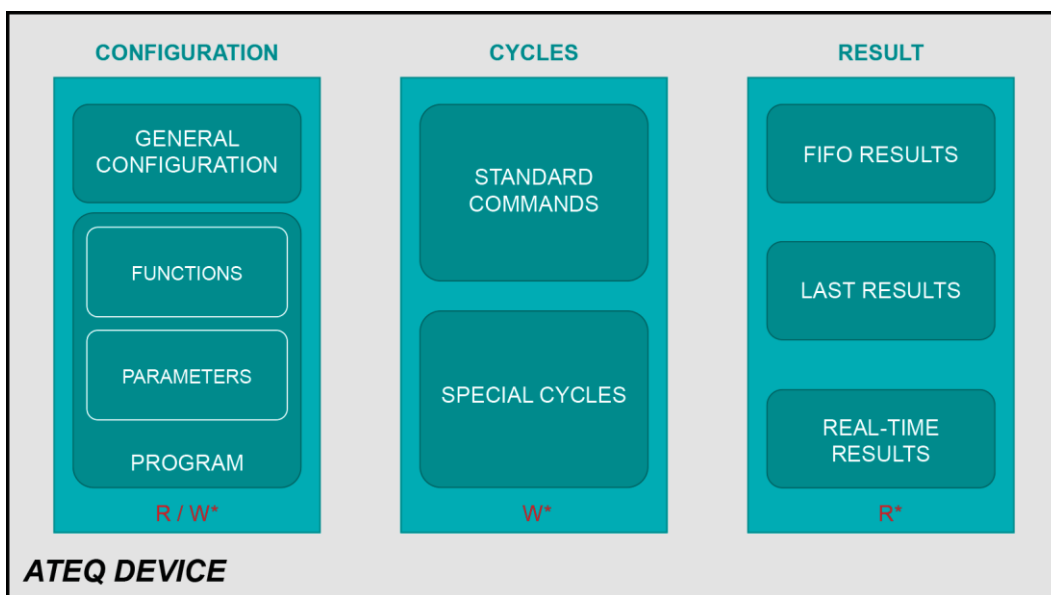 CONFIGURATION
GENERAL
CONFIGURATION
FUNCTIONS
PARAMETERS
PROGRAM
R / W*
CYCLES
STANDARD
COMMANDS
SPECIAL CYCLES
W*
RESULT
FIFO RESULTS
LAST RESULTS
REAL-TIME
RESULTS
R*
ATEQ DEVICE